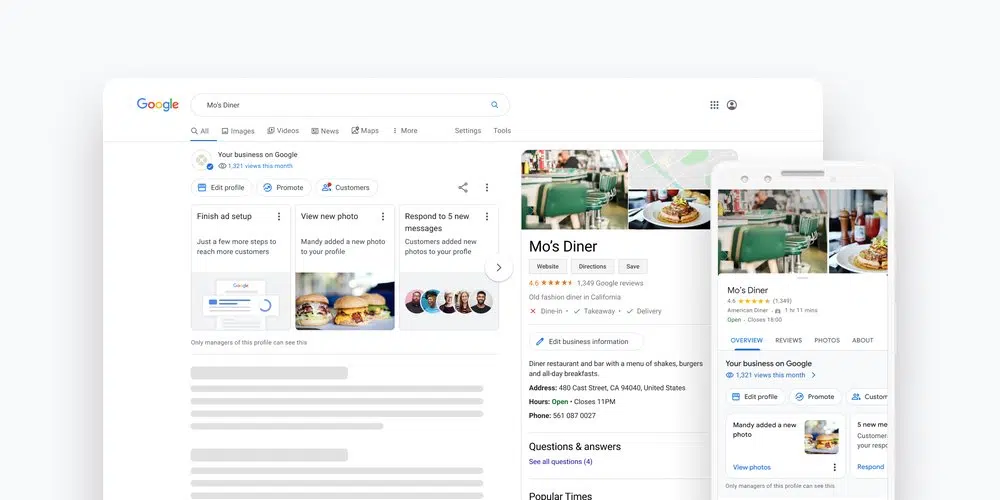 Google
Mo's Diner
All
Images
Videos
News
Maps
More
Settings
Tools
Your business on Google
1,321 views this month
Edit profile
Promote
Customers
Finish ad setup
Just a few more steps to
reach more customers
Google
View new photo
Mandy added a new photo
to your profile
Respond to 5 new
messages
Customers added new
photos to your profle
Only managers of this profile can see this
Mo's Diner
Website
Directions
Save
4.6 1,349 Google reviews
Old fashion diner in California
Dine-in • Takeaway • Delivery
Edit business information
Diner restaurant and bar with a menu of shakes, burgers
and all-day breakfasts.
Address: 480 Cast Street, CA 94040, United States
Hours: Open • Closes 11PM
Phone: 561 087 0027
Questions & answers
See all questions (4)
Popular Times
Mo's Diner
4.6 (1,349)
American Diner • 1 hr 11 mins
Open • Closes 18:00
OVERVIEW
REVIEWS
PHOTOS
ABOUT
Your business on Google
1,321 views this month
Edit profile
Promote
Custom
Mandy added a new
photo
View photos
5 new me
Customer
your resp
Respond
Only managers of this profile can see this